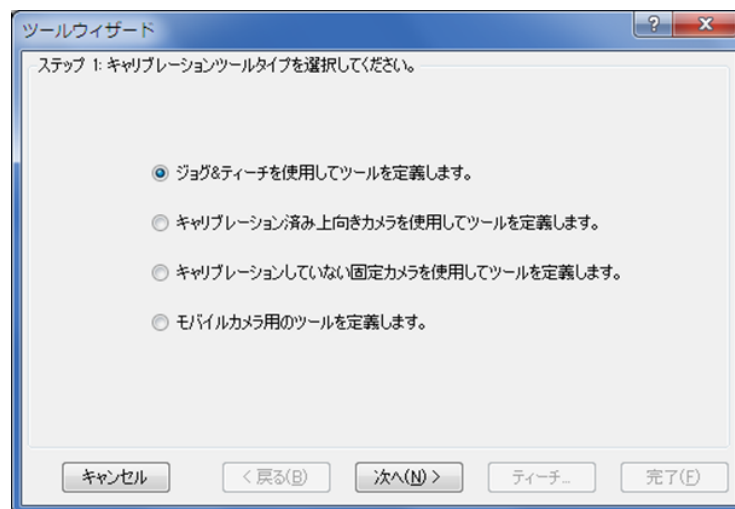 ツールウィザード
ステップ 1: キャリブレーションツールタイプを選択してください。
ジョグ&ティーチを使用してツールを定義します。
キャリブレーション済み上向きカメラを使用してツールを定義します。
キャリブレーションしていない固定カメラを使用してツールを定義します。
モバイルカメラ用のツールを定義します。
キャンセル
< 戻る(B)
次へ(N) >
ティーチ...
完了(F)